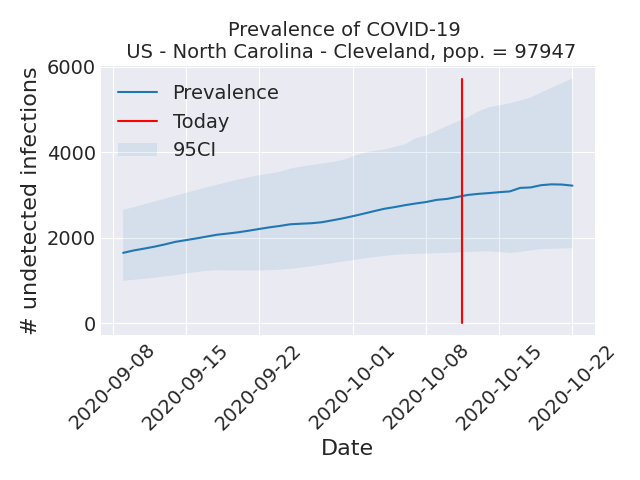 Prevalence of COVID-19
US - North Carolina - Cleveland, pop. = 97947
# undetected infections
6000
4000
2000
0
Prevalence
Today
95CI
2020-09-08
2020-09-15
2020-09-22
2020-10-01
2020-10-08
2020-10-15
2020-10-22
Date